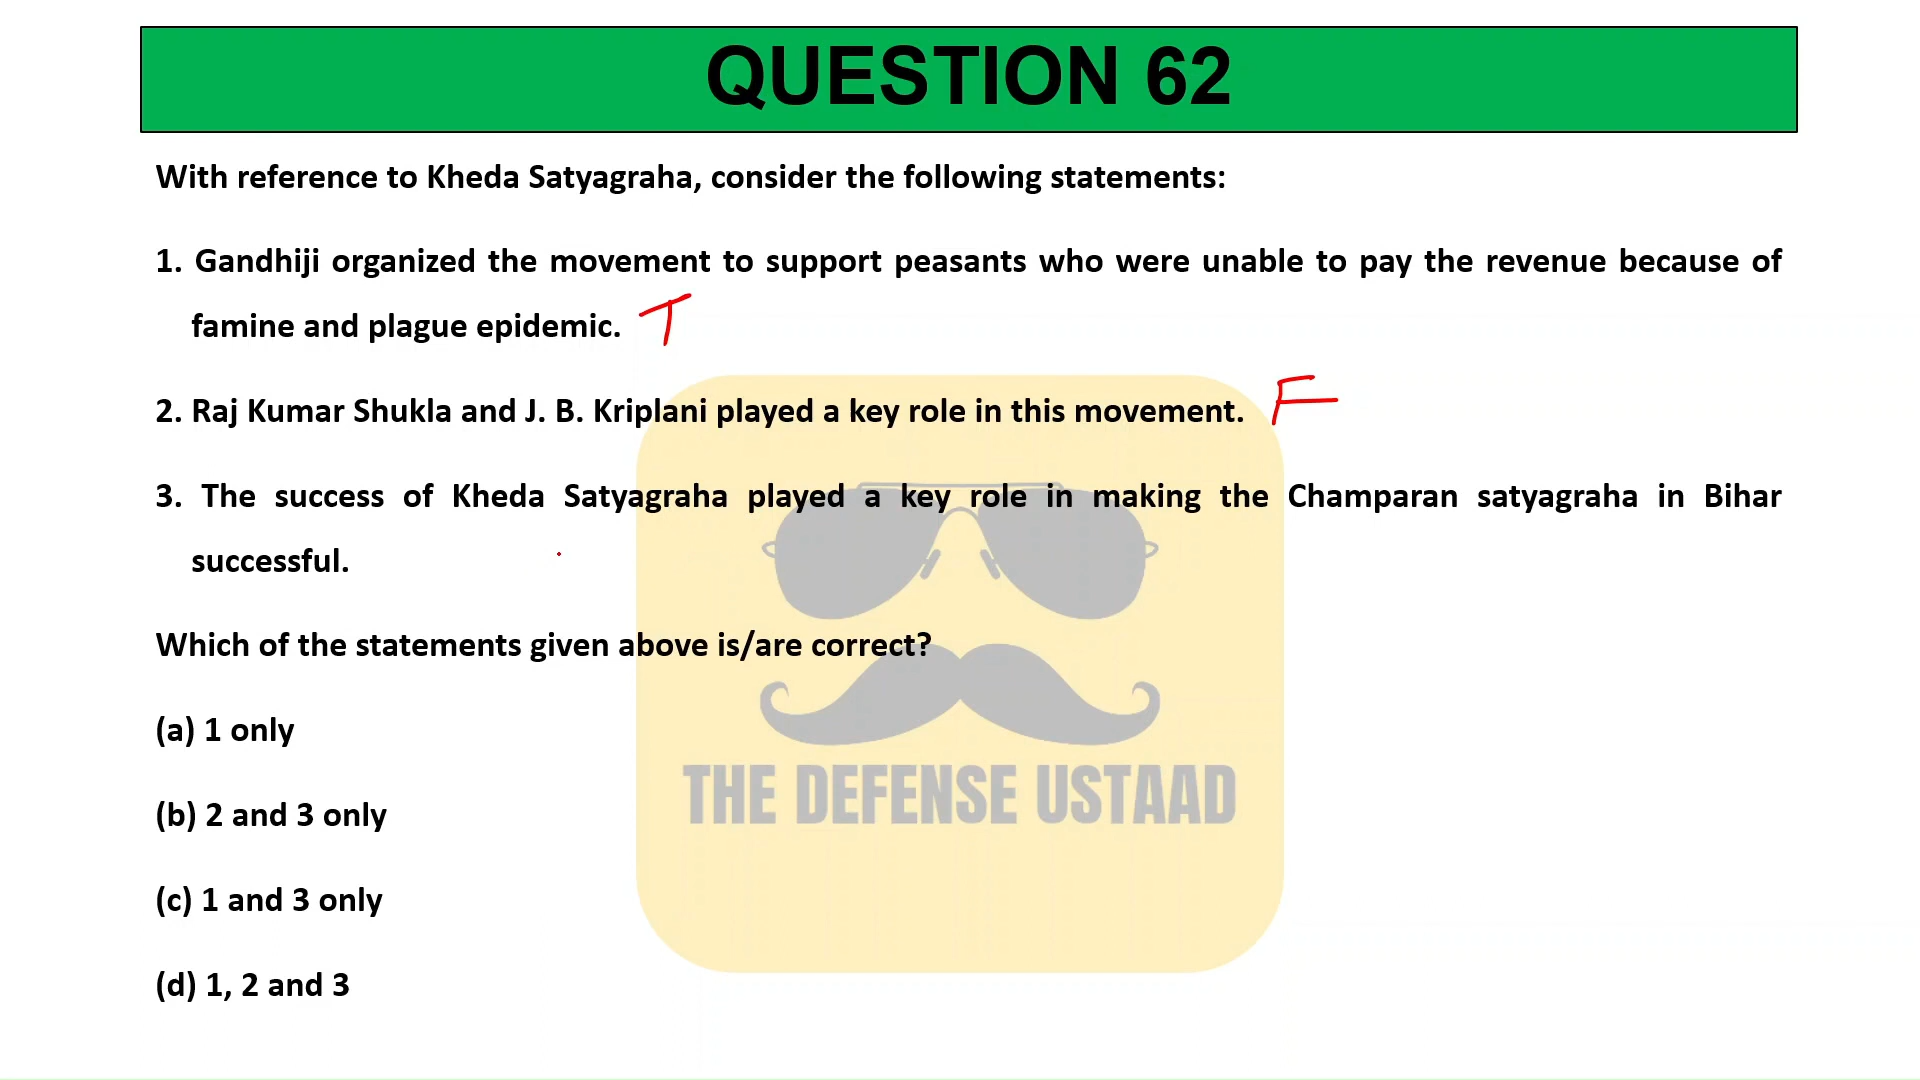 QUESTION 62
With reference to Kheda Satyagraha, consider the following statements:
1. Gandhiji organized the movement to support peasants who were unable to pay the revenue because of
famine and plague epidemic. T
2. Raj Kumar Shukla and J. B. Kriplani played a key role in this movement. F
3. The success of Kheda Satyagraha played a key role in making the Champaran satyagraha in Bihar
successful.
Which of the statements given above is/are correct?
(a) 1 only
THE DEFENSE USTAAD
(b) 2 and 3 only
(c) 1 and 3 only
(d) 1, 2 and 3